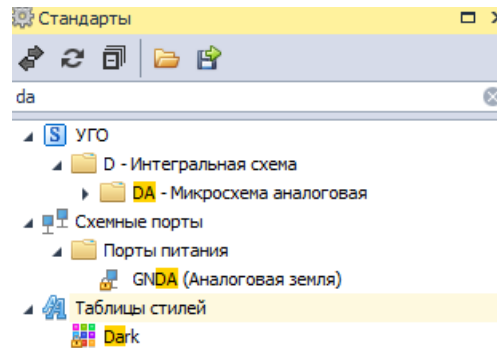 Стандарты
da
S УГО
D - Интегральная схема
DA - Микросхема аналоговая
Схемные порты
Порты питания
GNDA (Аналоговая земля)
Таблицы стилей
Dark